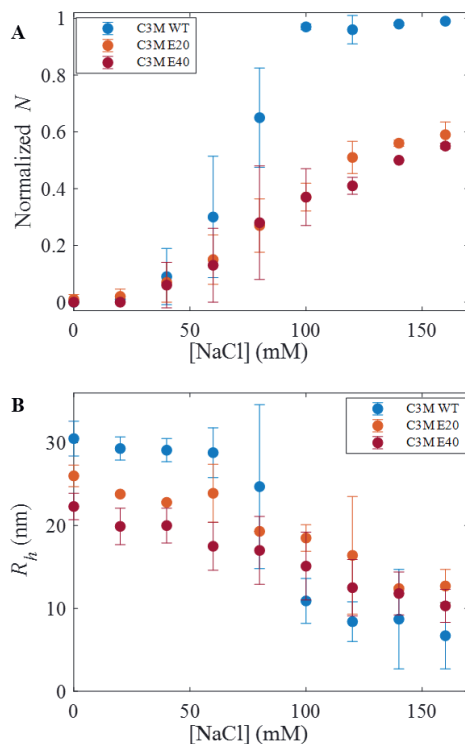 A
Normalized N
1
0.8
0.6
0.4
0.2
0
C3M WT
C3M E20
C3M E40
0 50 100 150
[NaCl] (mM)
B
R_h (nm)
30
20
10
0
C3M WT
C3M E20
C3M E40
0 50 100 150
[NaCl] (mM)